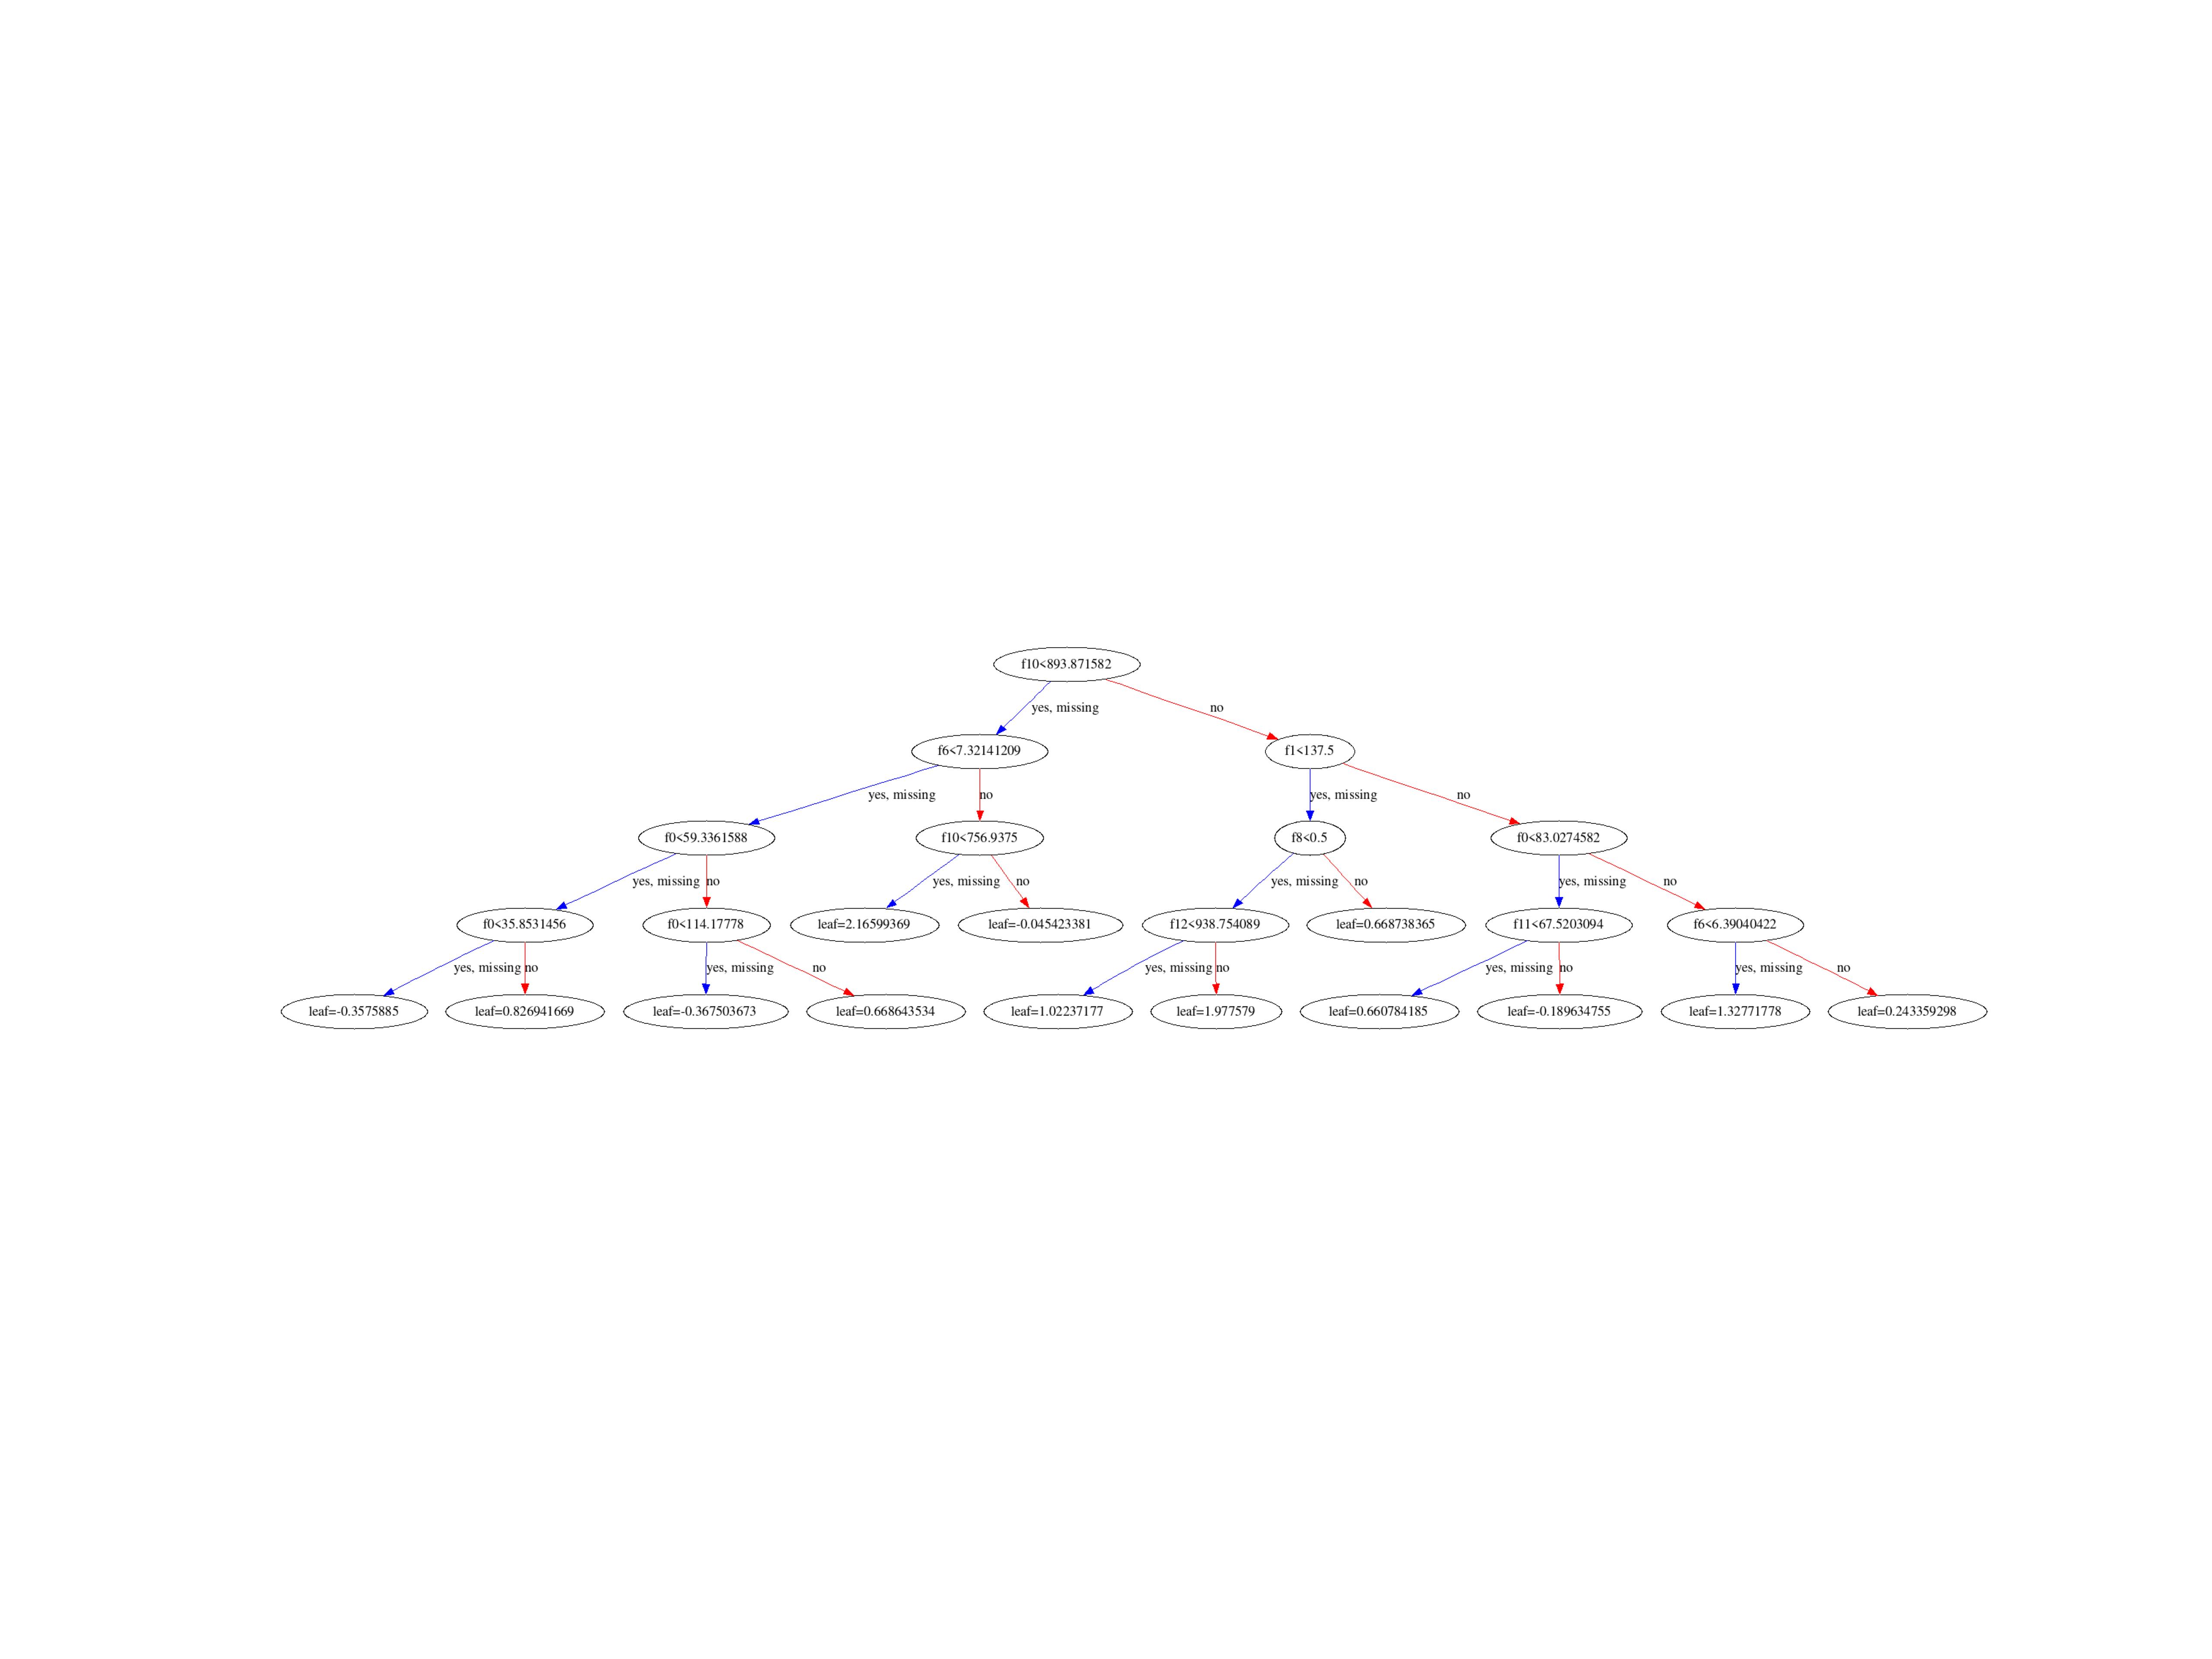 f10<893.871582
yes, missing
no
f6<7.32141209
f1<137.5
yes, missing
no
yes, missing
no
f0<59.3361588
f10<756.9375
f8<0.5
f0<83.0274582
yes, missing
no
yes, missing
no
yes, missing
no
yes, missing
no
f0<35.8531456
f0<114.17778
leaf=2.16599369
leaf=-0.045423381
f12<938.754089
leaf=0.668738365
f11<67.5203094
f6<6.39040422
yes, missing
no
yes, missing
no
yes, missing
no
yes, missing
no
yes, missing
no
leaf=-0.3575885
leaf=0.826941669
leaf=-0.367503673
leaf=0.668643534
leaf=1.02237177
leaf=1.977579
leaf=0.660784185
leaf=-0.189634755
leaf=1.32771778
leaf=0.243359298